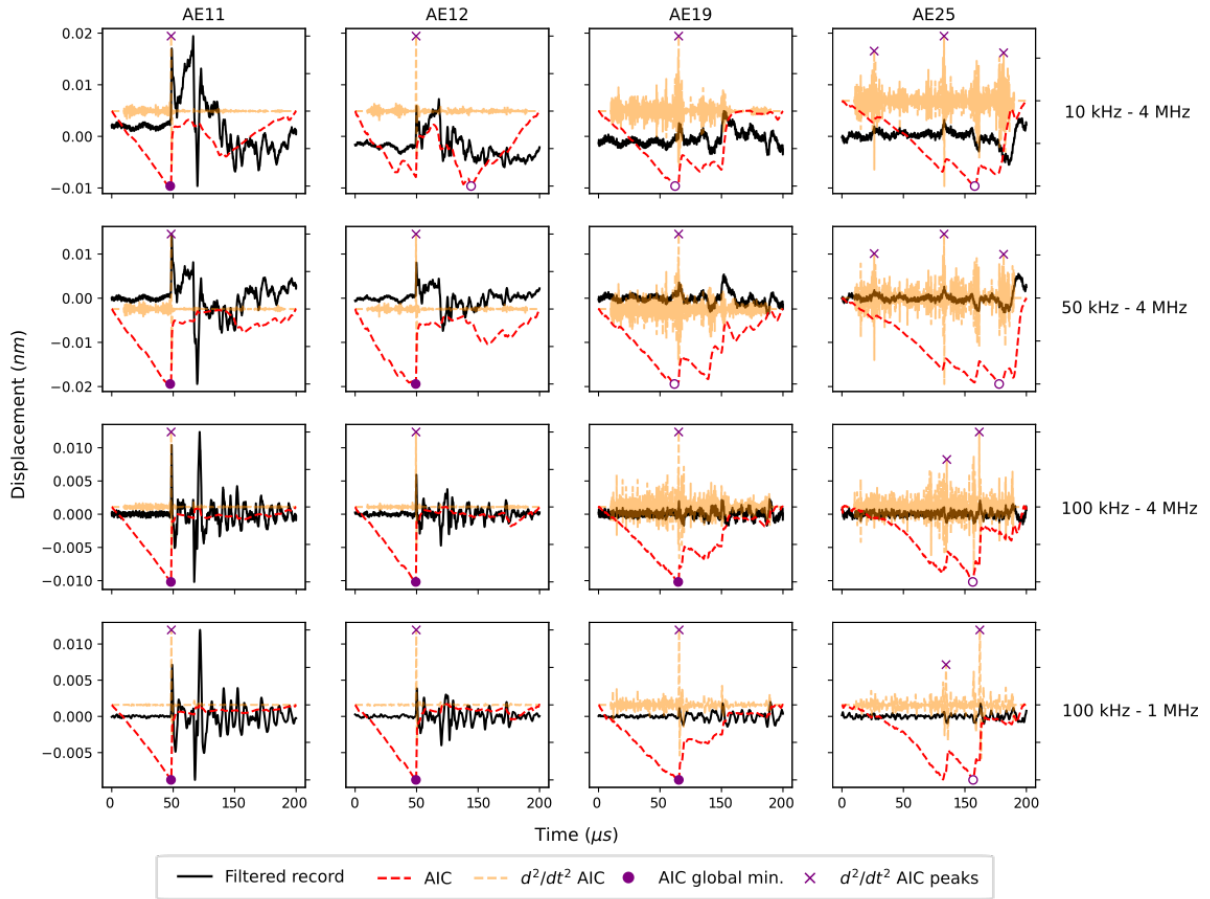 AE11 AE12 AE19 AE25
0.02
0.01
0.00
−0.01
10 kHz - 4 MHz
0.01
0.00
−0.01
−0.02
50 kHz - 4 MHz
0.010
0.005
0.000
−0.005
−0.010
100 kHz - 4 MHz
0.010
0.005
0.000
−0.005
100 kHz - 1 MHz
Displacement (nm)
0 50 150 200 0 50 150 200 0 50 150 200 0 50 150 200
Time (μs)
Filtered record AIC d²/dt² AIC AIC global min. d²/dt² AIC peaks